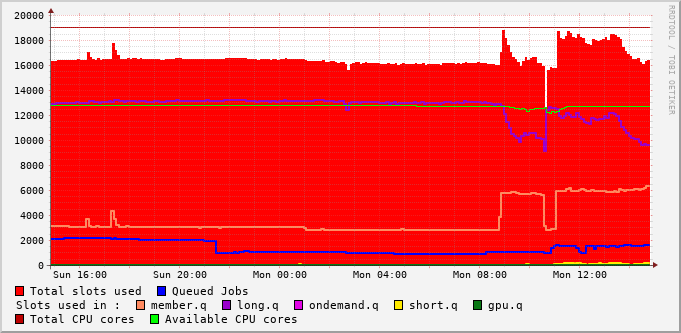 20000
18000
16000
14000
12000
10000
8000
6000
4000
2000
0
Sun 16:00 Sun 20:00 Mon 00:00 Mon 04:00 Mon 08:00 Mon 12:00
Total slots used Queued Jobs
Slots used in : member.q long.q ondemand.q short.q gpu.q
Total CPU cores Available CPU cores
RRDTOOL / TOBI OETIKER